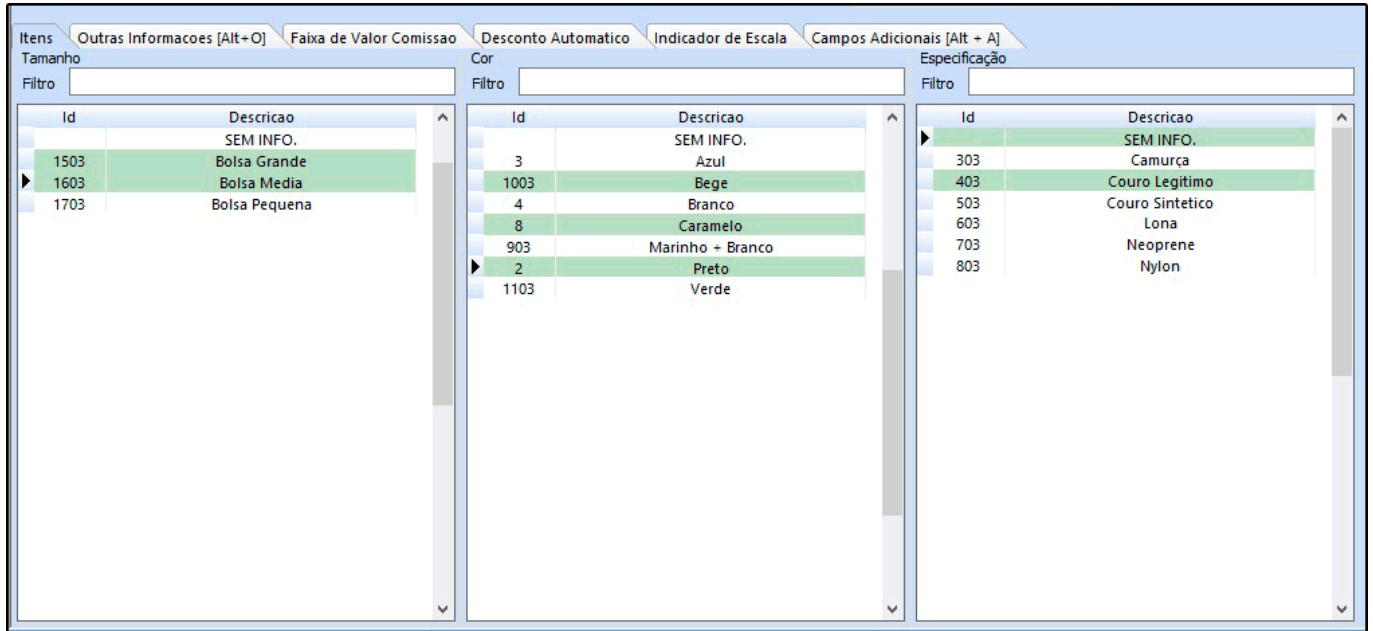 Itens Outras Informacoes [Alt+O] Faixa de Valor Comissao Desconto Automatico Indicador de Escala Campos Adicionais [Alt + A]
Tamanho
Filtro
Id Descricao
SEM INFO.
1503 Bolsa Grande
1603 Bolsa Media
1703 Bolsa Pequena
Cor
Filtro
Id Descricao
SEM INFO.
3 Azul
1003 Bege
4 Branco
8 Caramelo
903 Marinho + Branco
2 Preto
1103 Verde
Especificação
Filtro
Id Descricao
SEM INFO.
303 Camurça
403 Couro Legitimo
503 Couro Sintetico
603 Lona
703 Neoprene
803 Nylon